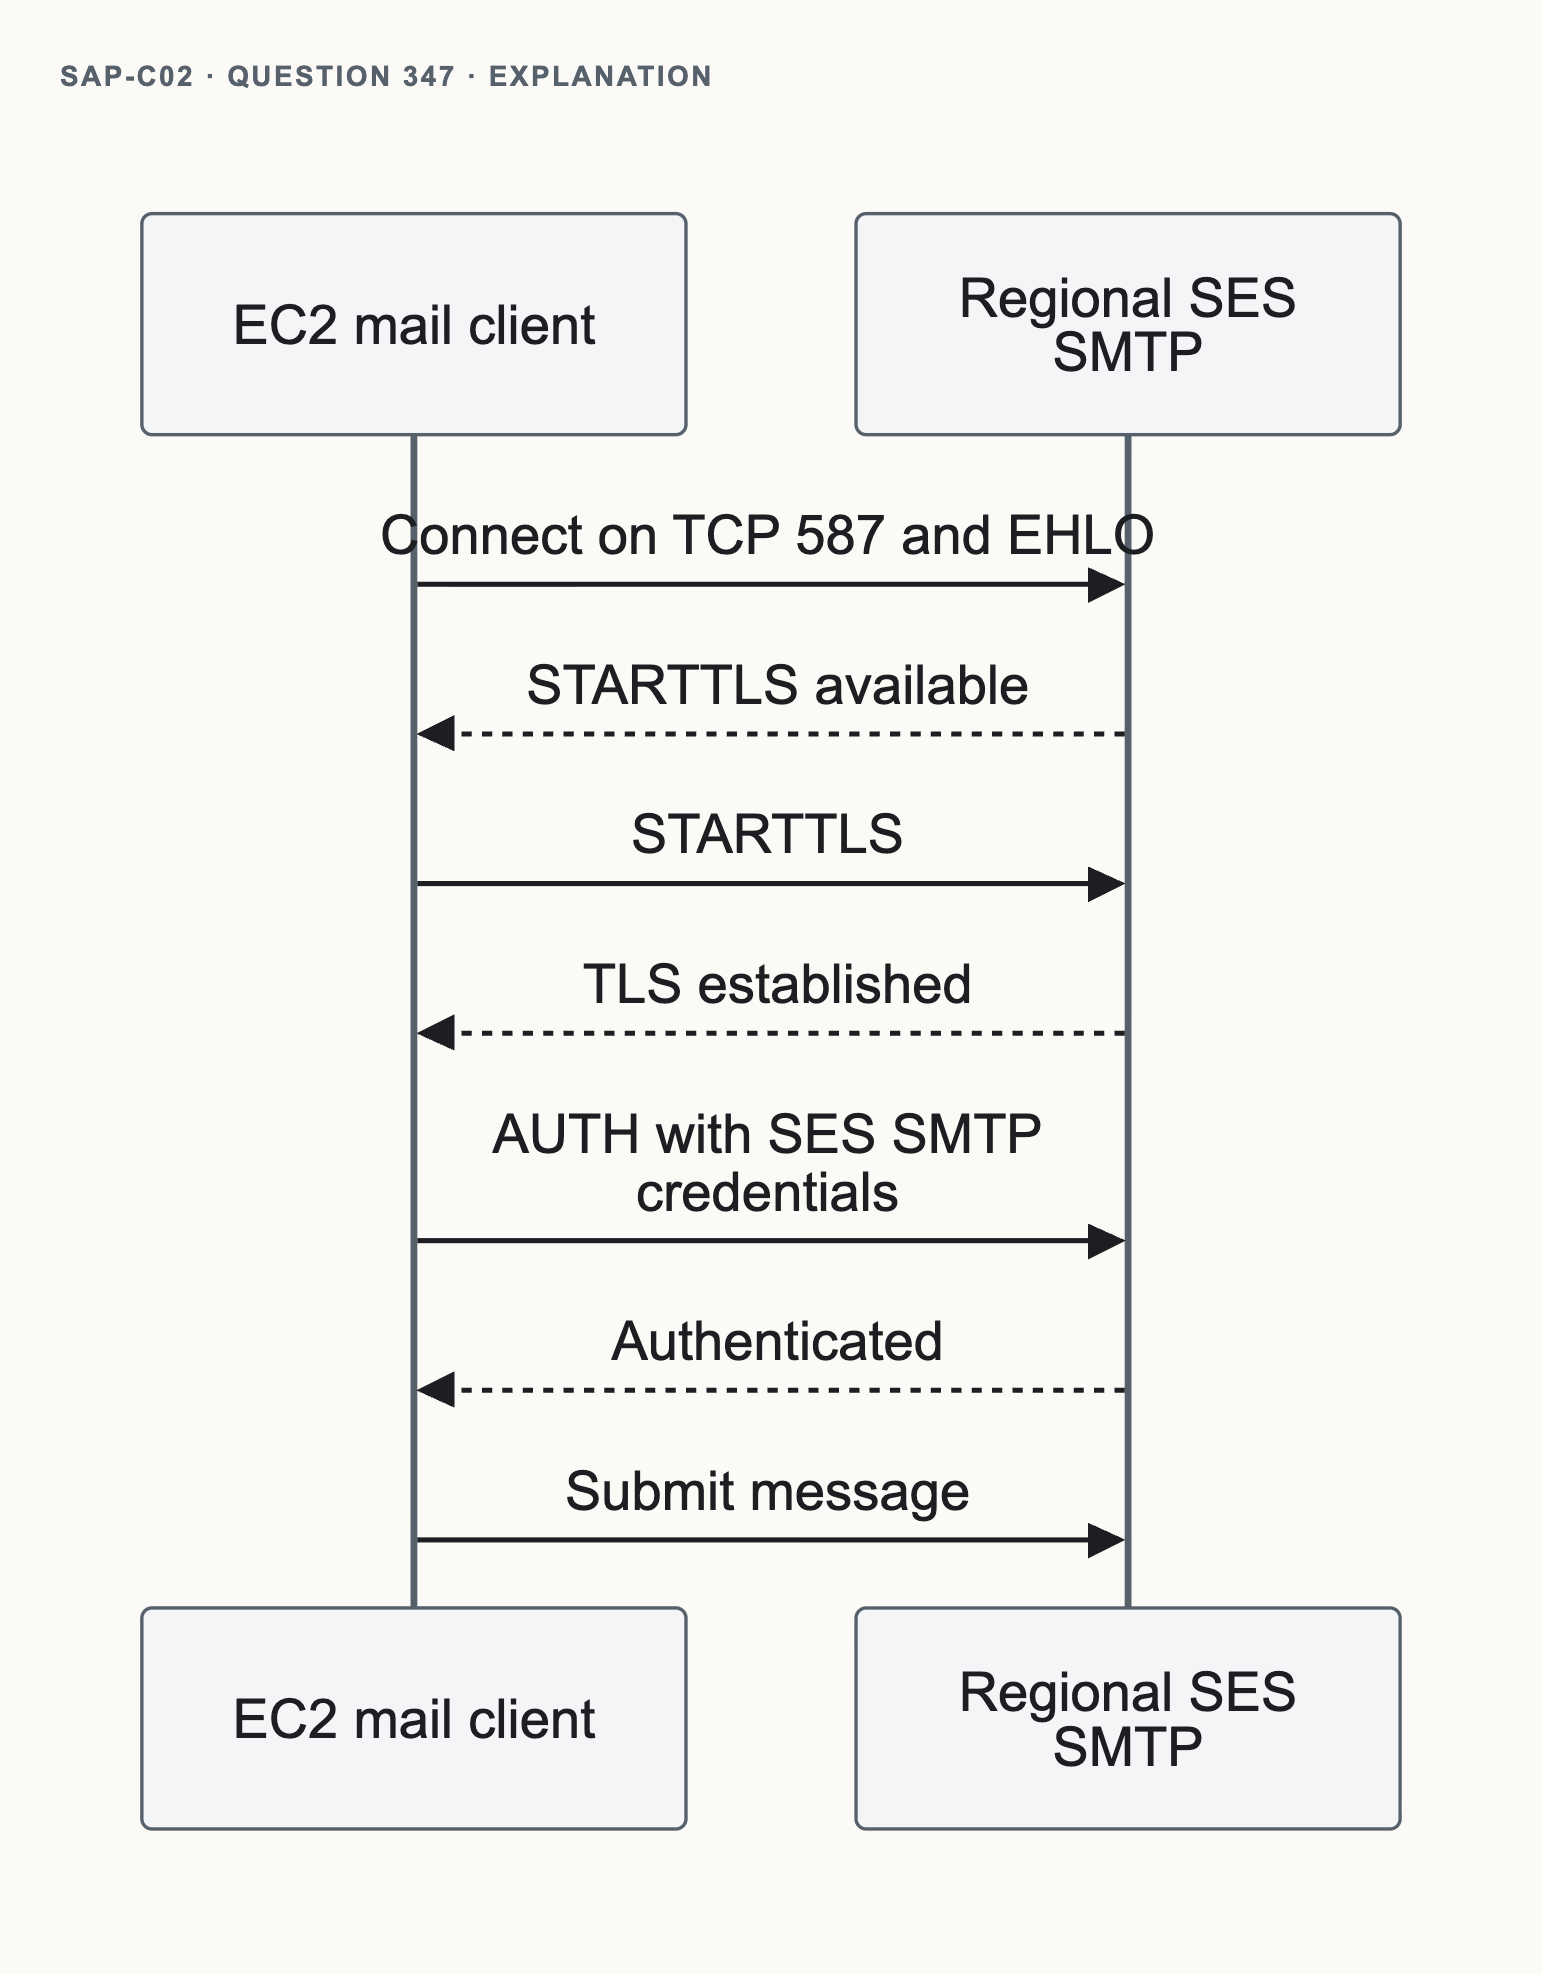 SAP-C02 · QUESTION 347 · EXPLANATION
EC2 mail client
Regional SES
SMTP
Connect on TCP 587 and EHLO
STARTTLS available
STARTTLS
TLS established
AUTH with SES SMTP
credentials
Authenticated
Submit message
EC2 mail client
Regional SES
SMTP